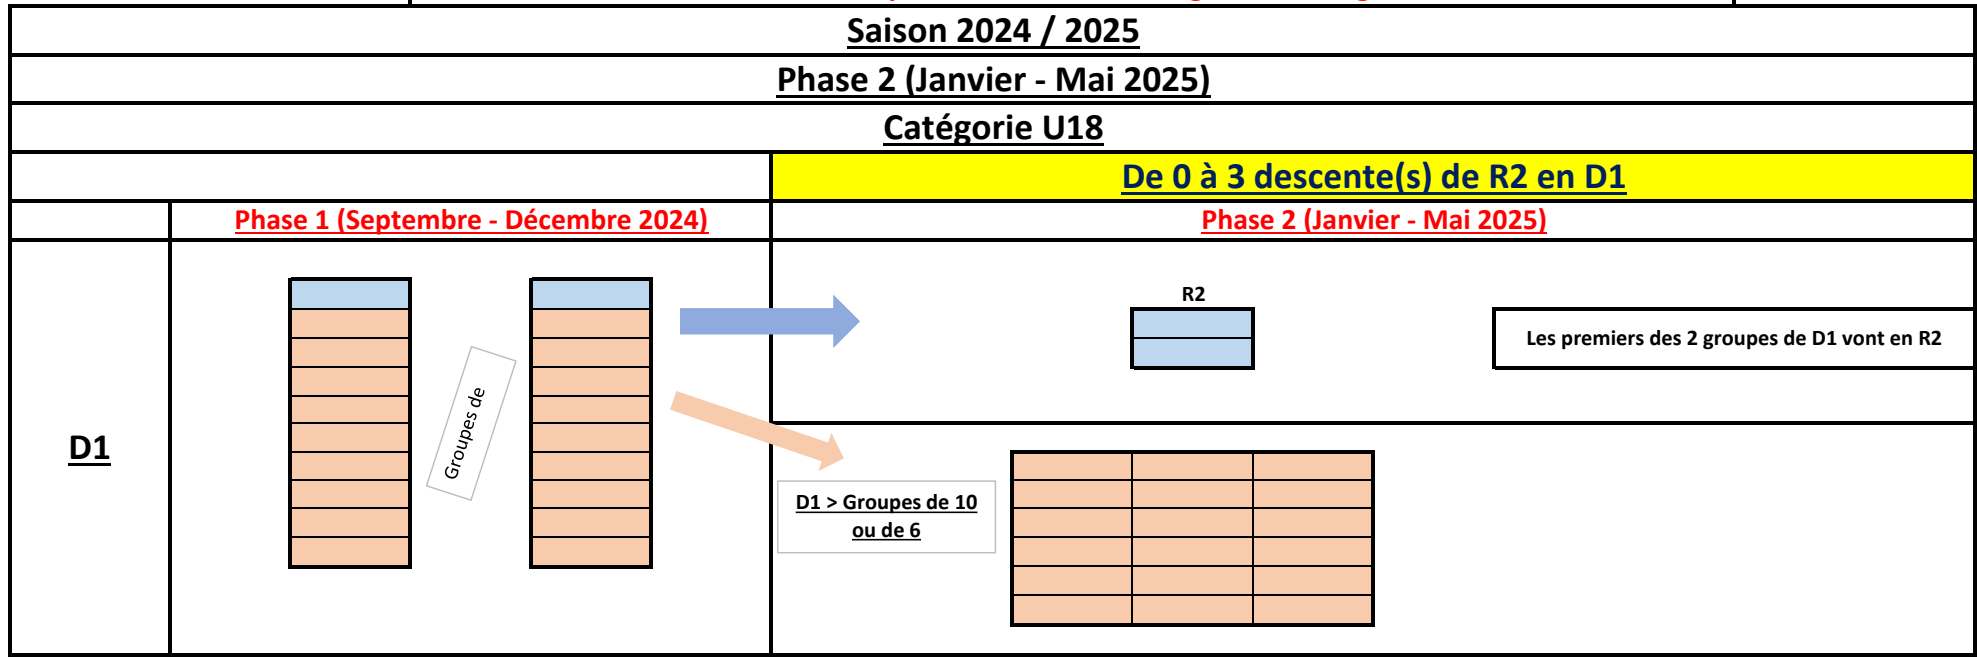 Saison 2024 / 2025
Phase 2 (Janvier - Mai 2025)
Catégorie U18
De 0 à 3 descente(s) de R2 en D1
Phase 1 (Septembre - Décembre 2024)
Phase 2 (Janvier - Mai 2025)
R2
Les premiers des 2 groupes de D1 vont en R2
Groupes de
D1
D1 > Groupes de 10
ou de 6